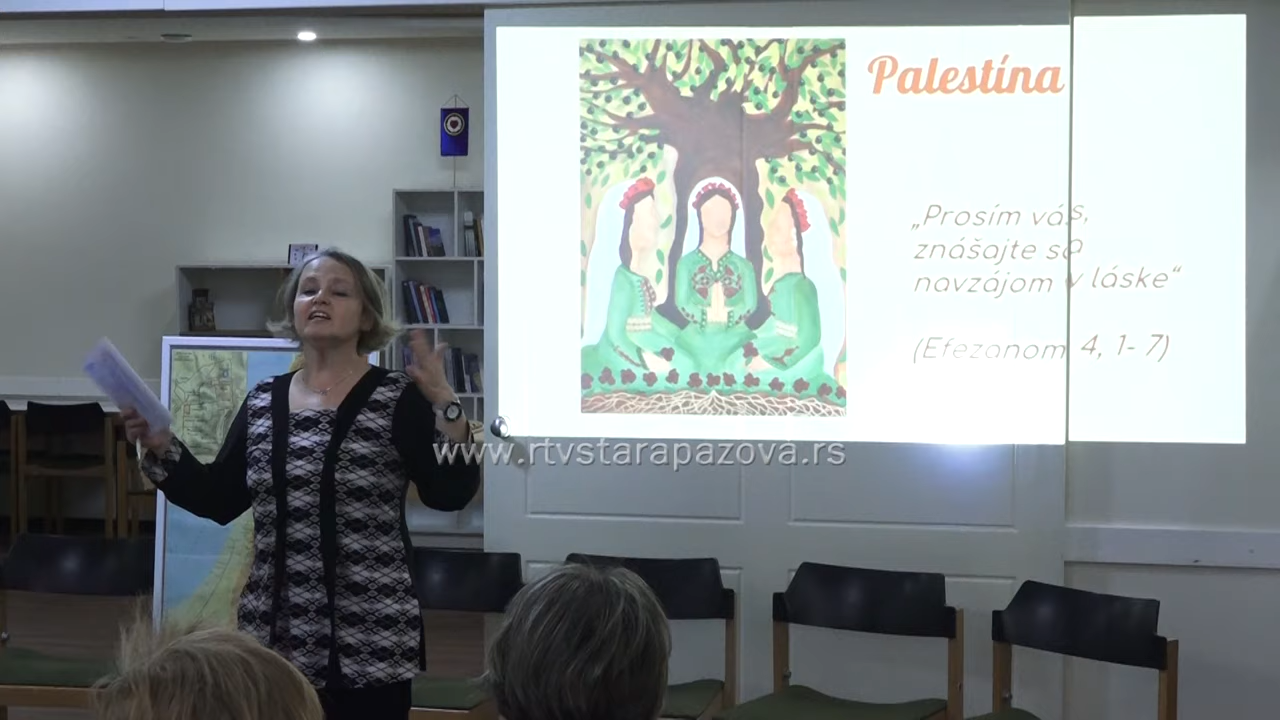 Palestína
„Prosím vás,
znášajte sa
navzájom v láske“
(Efezanom 4, 1- 7)
www.rtvstarapazova.rs